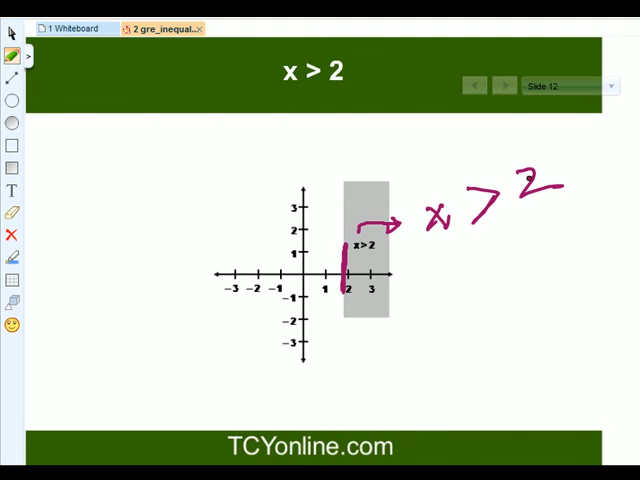 1 Whiteboard
2 gre_inequal...
x > 2
Slide 12
x > 2
x>2
3
2
1
−3 −2 −1 1 2 3
−1
−2
−3
TCYonline.com